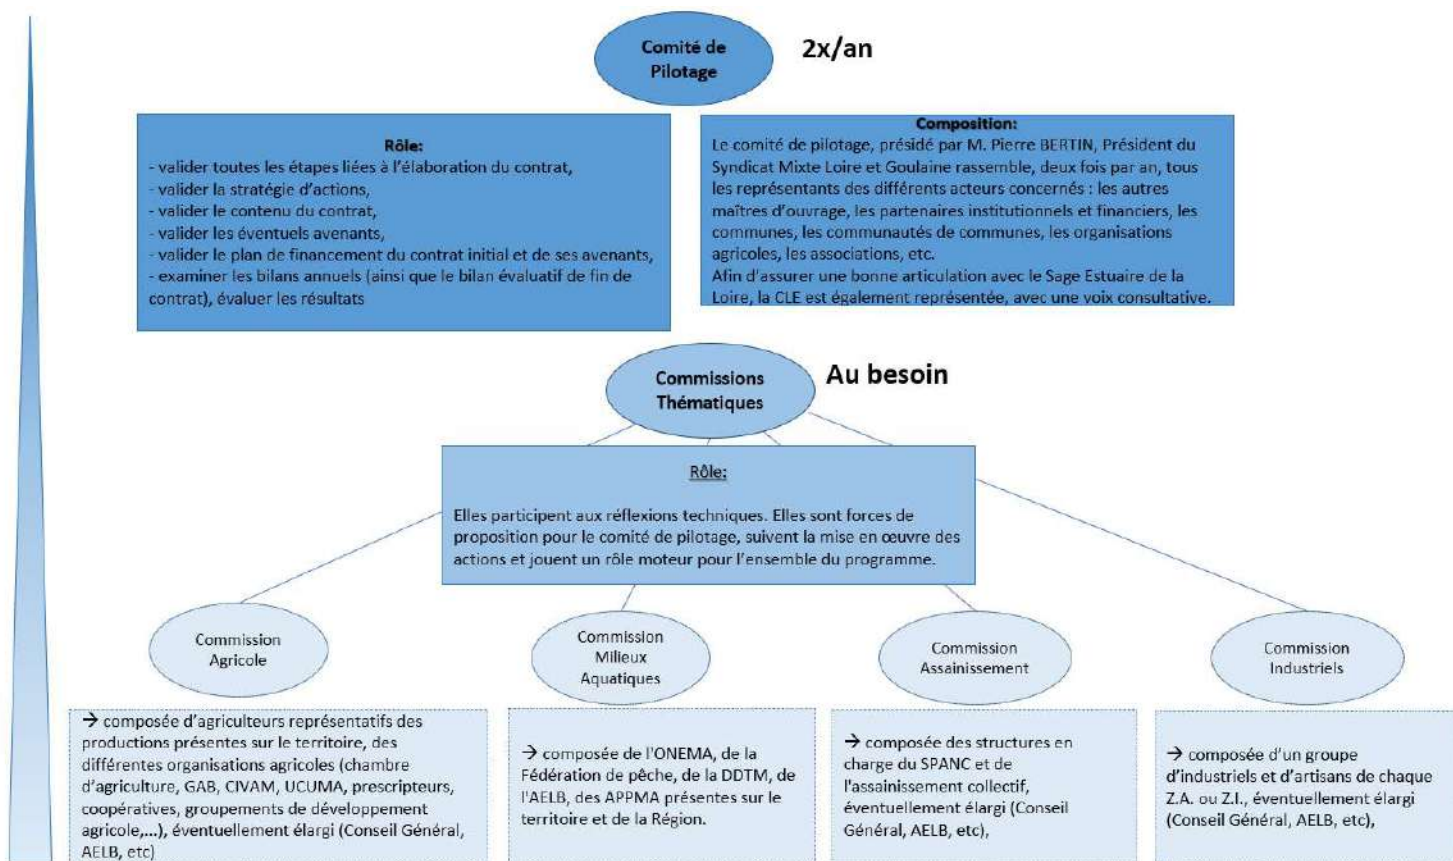 Comité de
Pilotage
2x/an
Rôle:
- valider toutes les étapes liées à l'élaboration du contrat,
- valider la stratégie d'actions,
- valider le contenu du contrat,
- valider les éventuels avenants,
- valider le plan de financement du contrat initial et de ses avenants,
- examiner les bilans annuels (ainsi que le bilan évaluatif de fin de
contrat), évaluer les résultats
Composition:
Le comité de pilotage, présidé par M. Pierre BERTIN, Président du
Syndicat Mixte Loire et Goulaine rassemble, deux fois par an, tous
les représentants des différents acteurs concernés : les autres
maîtres d'ouvrage, les partenaires institutionnels et financiers, les
communes, les communautés de communes, les organisations
agricoles, les associations, etc.
Afin d'assurer une bonne articulation avec le Sage Estuaire de la
Loire, la CLE est également représentée, avec une voix consultative.
Commissions
Thématiques
Au besoin
Rôle:
Elles participent aux réflexions techniques. Elles sont forces de
proposition pour le comité de pilotage, suivent la mise en œuvre des
actions et jouent un rôle moteur pour l'ensemble du programme.
Commission
Agricole
→ composée d'agriculteurs représentatifs des
productions présentes sur le territoire, des
différentes organisations agricoles (chambre
d'agriculture, GAB, CIVAM, UCUMA, prescripteurs,
coopératives, groupements de développement
agricole,...), éventuellement élargi (Conseil Général,
AELB, etc)
Commission
Milieux
Aquatiques
→ composée de l'ONEMA, de la
Fédération de pêche, de la DDTM, de
l'AELB, des APPMA présentes sur le
territoire et de la Région.
Commission
Assainissement
→ composée des structures en
charge du SPANC et de
l'assainissement collectif,
éventuellement élargi (Conseil
Général, AELB, etc),
Commission
Industriels
→ composée d'un groupe
d'industriels et d'artisans de chaque
Z.A. ou Z.I., éventuellement élargi
(Conseil Général, AELB, etc),